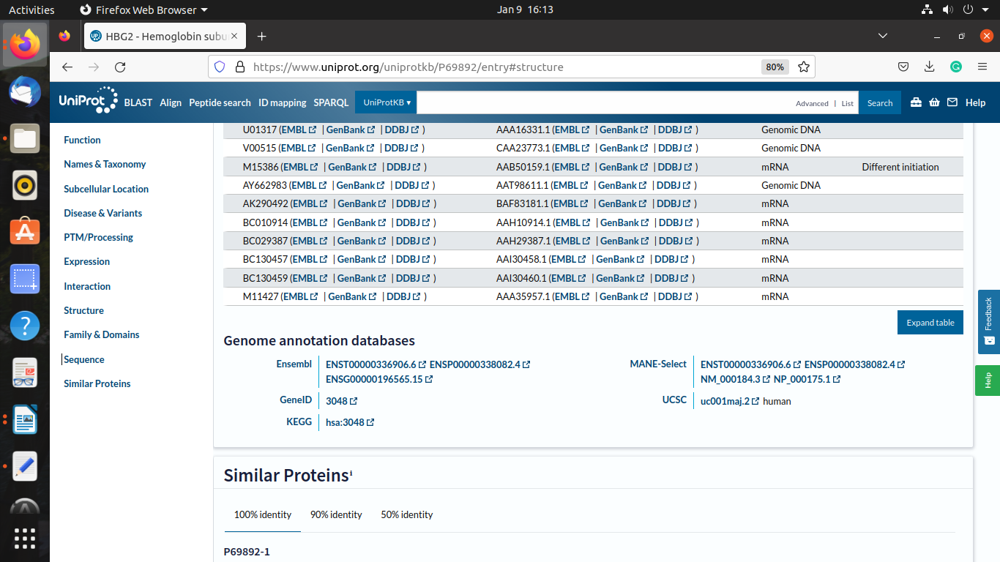 Activities Firefox Web Browser Jan 9 16:13
HBG2 - Hemoglobin subu
https://www.uniprot.org/uniprotkb/P69892/entry#structure 80%
UniProt BLAST Align Peptide search ID mapping SPARQL UniProtKB Advanced | List Search Help
Function
Names & Taxonomy
Subcellular Location
Disease & Variants
PTM/Processing
Expression
Interaction
Structure
Family & Domains
Sequence
Similar Proteins
U01317 (EMBL | GenBank | DDBJ ) AAA16331.1 (EMBL | GenBank | DDBJ ) Genomic DNA
V00515 (EMBL | GenBank | DDBJ ) CAA23773.1 (EMBL | GenBank | DDBJ ) Genomic DNA
M15386 (EMBL | GenBank | DDBJ ) AAB50159.1 (EMBL | GenBank | DDBJ ) mRNA Different initiation
AY662983 (EMBL | GenBank | DDBJ ) AAT98611.1 (EMBL | GenBank | DDBJ ) Genomic DNA
AK290492 (EMBL | GenBank | DDBJ ) BAF83181.1 (EMBL | GenBank | DDBJ ) mRNA
BC010914 (EMBL | GenBank | DDBJ ) AAH10914.1 (EMBL | GenBank | DDBJ ) mRNA
BC029387 (EMBL | GenBank | DDBJ ) AAH29387.1 (EMBL | GenBank | DDBJ ) mRNA
BC130457 (EMBL | GenBank | DDBJ ) AAI30458.1 (EMBL | GenBank | DDBJ ) mRNA
BC130459 (EMBL | GenBank | DDBJ ) AAI30460.1 (EMBL | GenBank | DDBJ ) mRNA
M11427 (EMBL | GenBank | DDBJ ) AAA35957.1 (EMBL | GenBank | DDBJ ) mRNA
Expand table
Genome annotation databases
Ensembl ENST00000336906.6 ENSP00000338082.4
ENSG00000196565.15
GeneID 3048
KEGG hsa:3048
MANE-Select ENST00000336906.6 ENSP00000338082.4
NM_000184.3 NP_000175.1
UCSC uc001maj.2 human
Similar Proteins i
100% identity 90% identity 50% identity
P69892-1
Feedback
Help